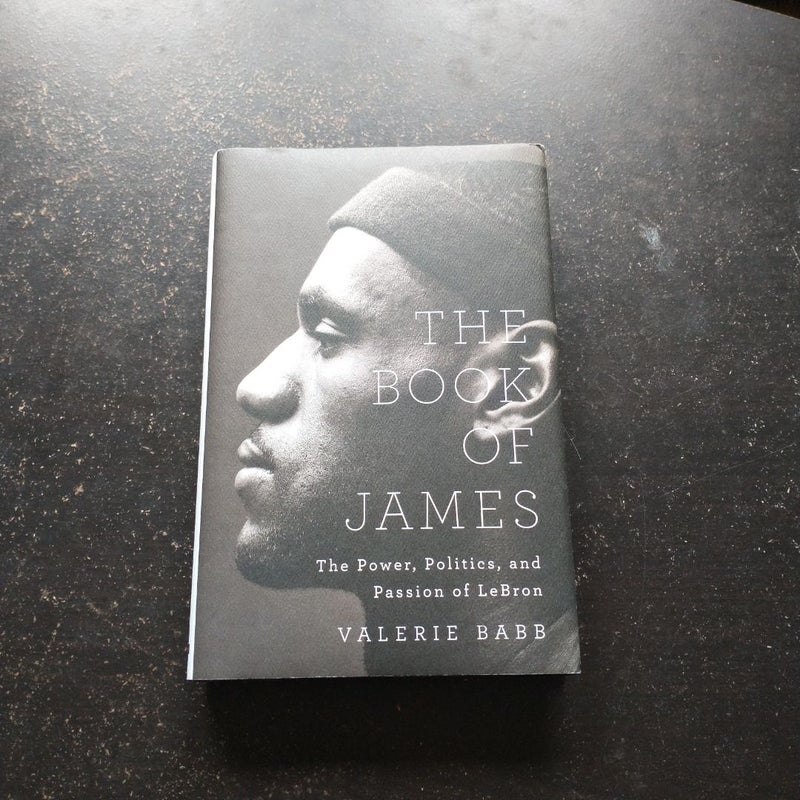 THE
BOOK
OF
JAMES
The Power, Politics, and
Passion of LeBron
VALERIE BABB